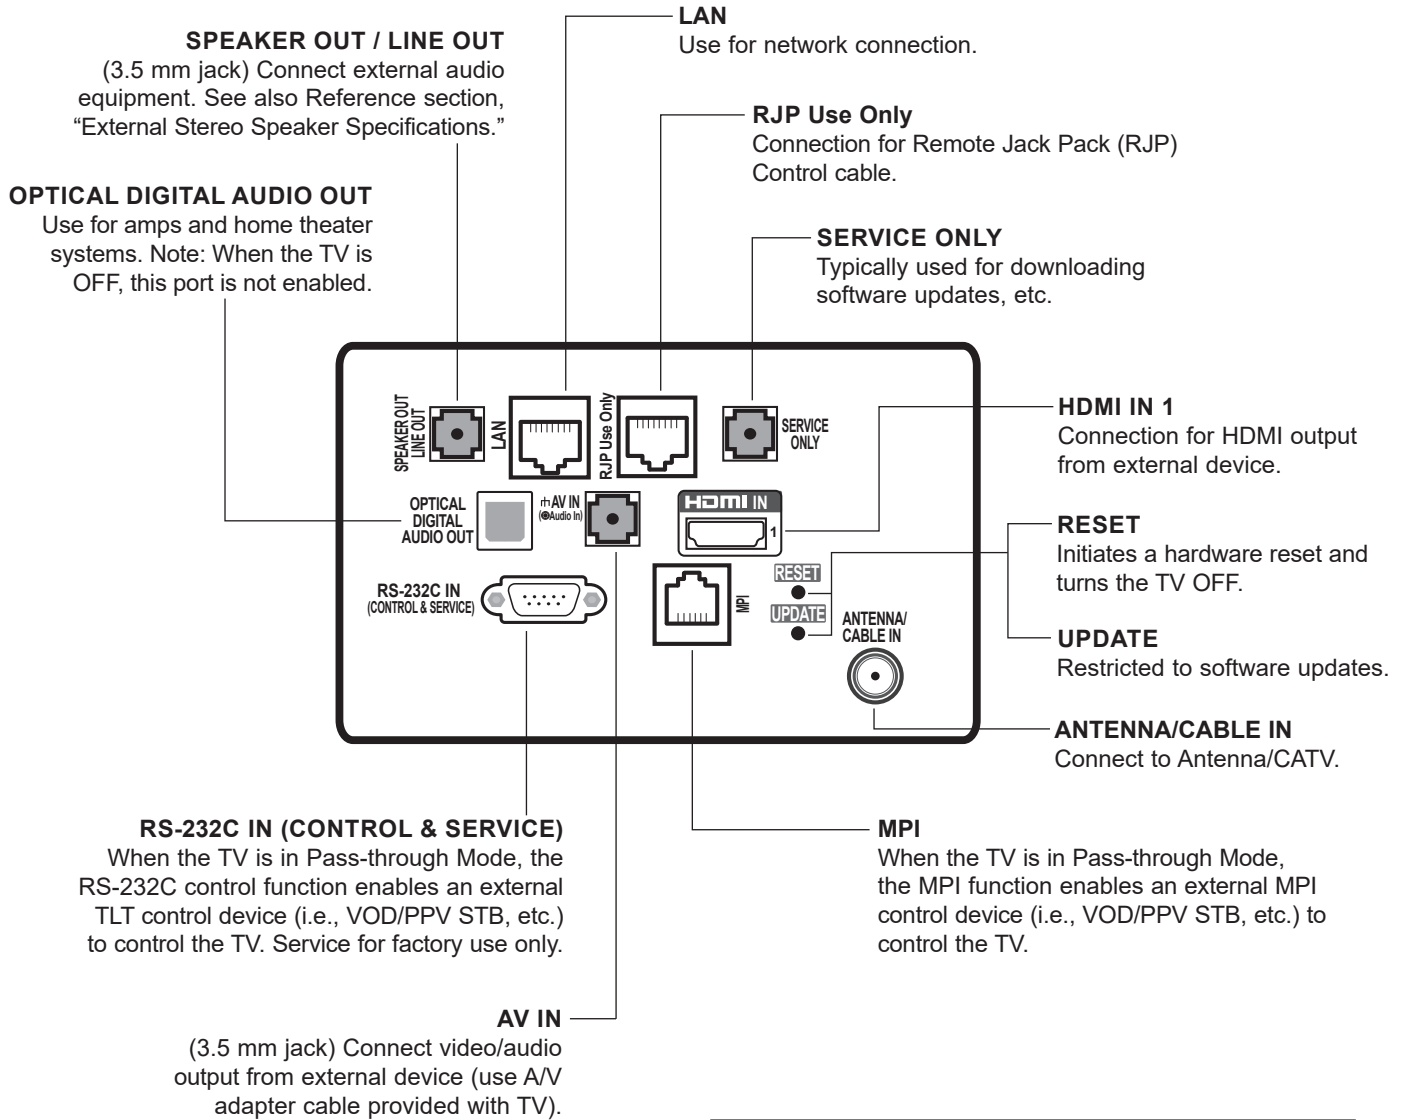 LAN
Use for network connection.
SPEAKER OUT / LINE OUT
(3.5 mm jack) Connect external audio
equipment. See also Reference section,
“External Stereo Speaker Specifications.”
RJP Use Only
Connection for Remote Jack Pack (RJP)
Control cable.
OPTICAL DIGITAL AUDIO OUT
Use for amps and home theater
systems. Note: When the TV is
OFF, this port is not enabled.
SERVICE ONLY
Typically used for downloading
software updates, etc.
SPEAKER OUT
LINE OUT
LAN
RJP Use Only
SERVICE
ONLY
OPTICAL
DIGITAL
AUDIO OUT
AV IN
(Audio In)
HDMI IN
1
RS-232C IN
(CONTROL & SERVICE)
MPI
RESET
UPDATE
ANTENNA/
CABLE IN
HDMI IN 1
Connection for HDMI output
from external device.
RESET
Initiates a hardware reset and
turns the TV OFF.
UPDATE
Restricted to software updates.
ANTENNA/CABLE IN
Connect to Antenna/CATV.
RS-232C IN (CONTROL & SERVICE)
When the TV is in Pass-through Mode, the
RS-232C control function enables an external
TLT control device (i.e., VOD/PPV STB, etc.)
to control the TV. Service for factory use only.
MPI
When the TV is in Pass-through Mode,
the MPI function enables an external MPI
control device (i.e., VOD/PPV STB, etc.) to
control the TV.
AV IN
(3.5 mm jack) Connect video/audio
output from external device (use A/V
adapter cable provided with TV).